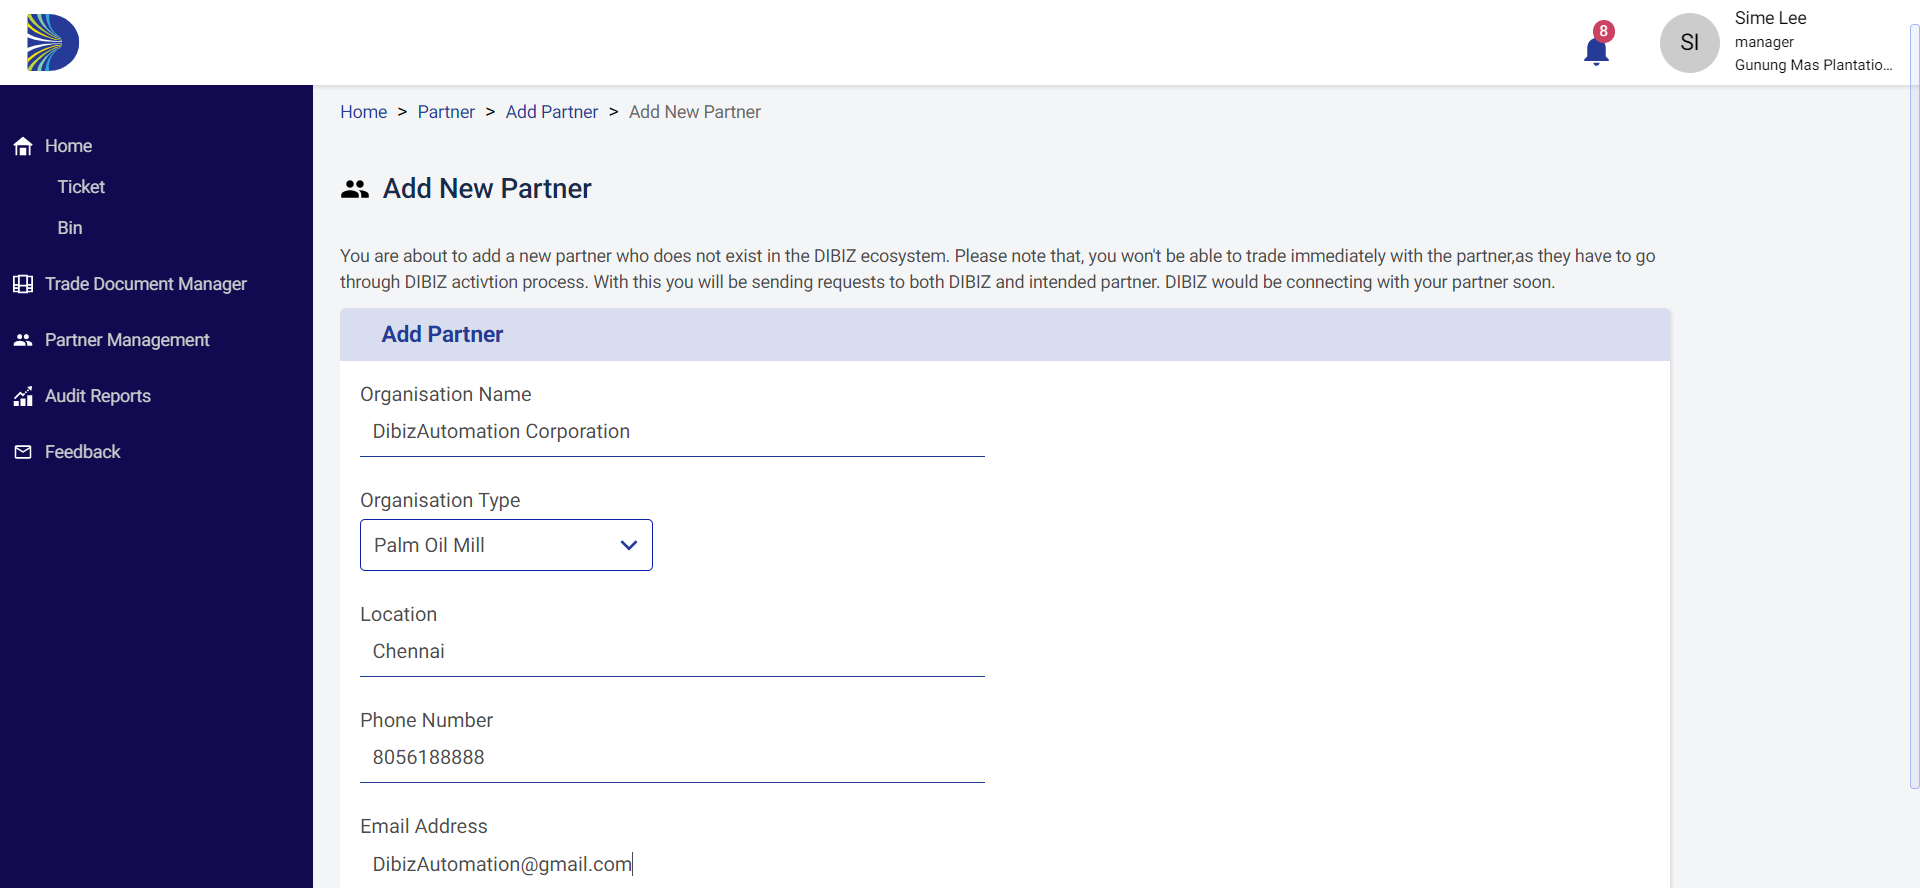 8
SI
Sime Lee
manager
Gunung Mas Plantatio...
Home
Ticket
Bin
Trade Document Manager
Partner Management
Audit Reports
Feedback
Home > Partner > Add Partner > Add New Partner
Add New Partner
You are about to add a new partner who does not exist in the DIBIZ ecosystem. Please note that, you won't be able to trade immediately with the partner,as they have to go
through DIBIZ activtion process. With this you will be sending requests to both DIBIZ and intended partner. DIBIZ would be connecting with your partner soon.
Add Partner
Organisation Name
DibizAutomation Corporation
Organisation Type
Palm Oil Mill
Location
Chennai
Phone Number
8056188888
Email Address
DibizAutomation@gmail.com